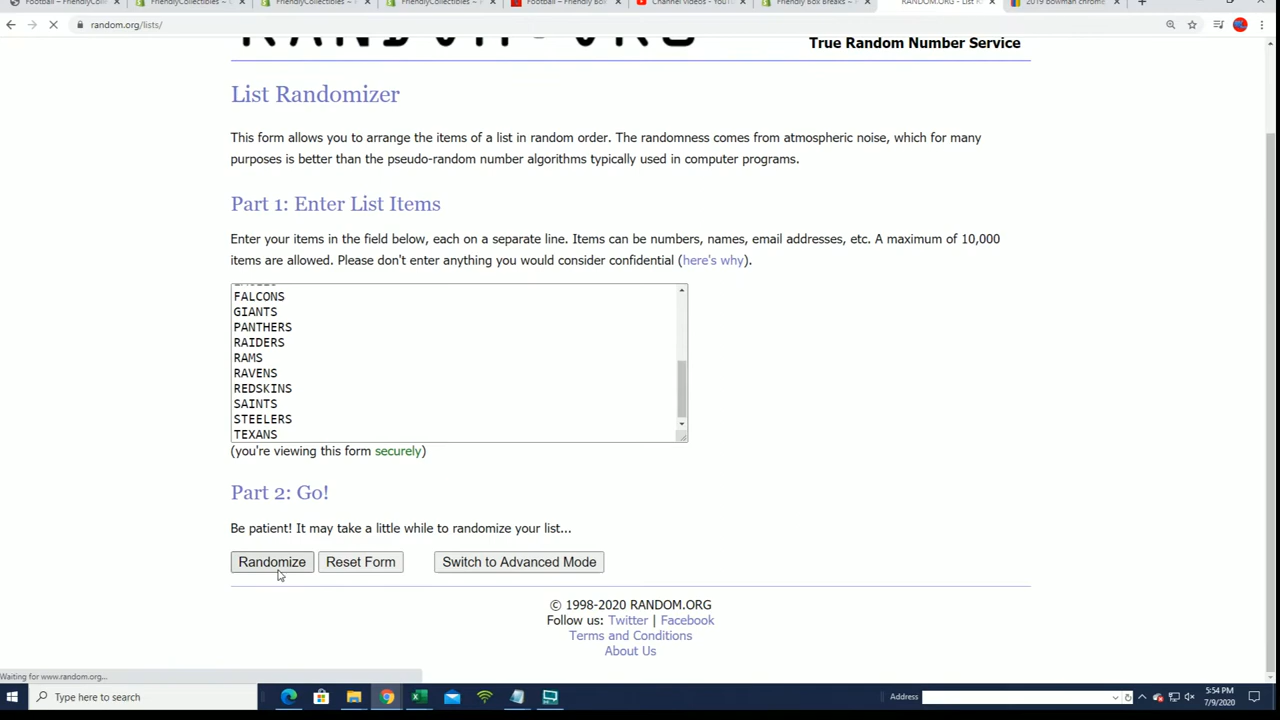 FriendlyCol
FriendlyCollectibles
FriendlyCollectibles
FriendlyCollectibles
Football – Friendly Bo
Channel videos - YouT
Friendly Box Breaks
RANDOM.ORG - List
2019 bowman chrome
random.org/lists/
RANDOM.ORG
True Random Number Service
List Randomizer
This form allows you to arrange the items of a list in random order. The randomness comes from atmospheric noise, which for many
purposes is better than the pseudo-random number algorithms typically used in computer programs.
Part 1: Enter List Items
Enter your items in the field below, each on a separate line. Items can be numbers, names, email addresses, etc. A maximum of 10,000
items are allowed. Please don't enter anything you would consider confidential (here's why).
FALCONS
GIANTS
PANTHERS
RAIDERS
RAMS
RAVENS
REDSKINS
SAINTS
STEELERS
TEXANS
(you're viewing this form securely)
Part 2: Go!
Be patient! It may take a little while to randomize your list...
Randomize Reset Form Switch to Advanced Mode
© 1998-2020 RANDOM.ORG
Follow us: Twitter | Facebook
Terms and Conditions
About Us
Waiting for www.random.org...
Type here to search
Address
5:54 PM
7/9/2020